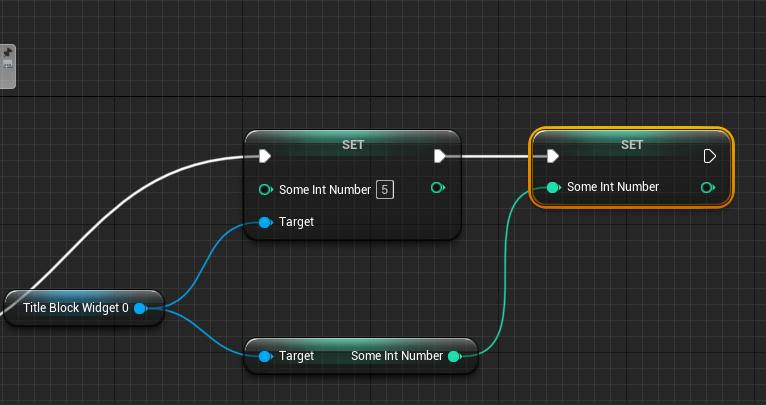 SET
Some Int Number 5
Target
SET
Some Int Number
Title Block Widget 0
Target Some Int Number